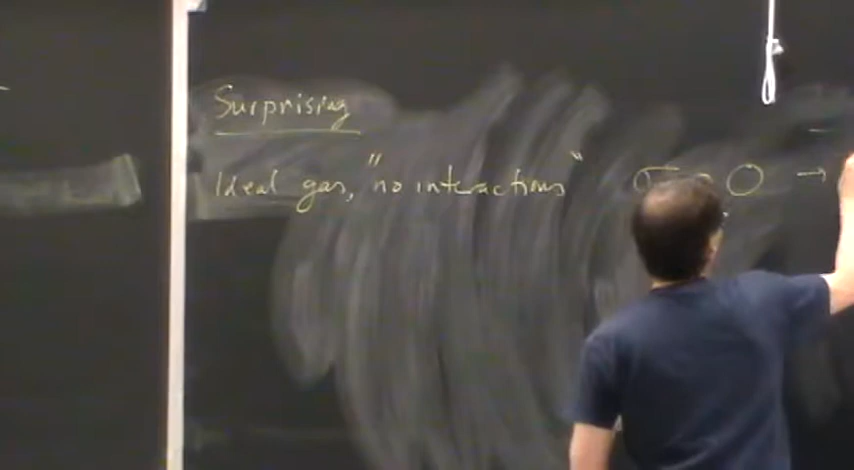 Surprising
Ideal gas, "no interactions" →